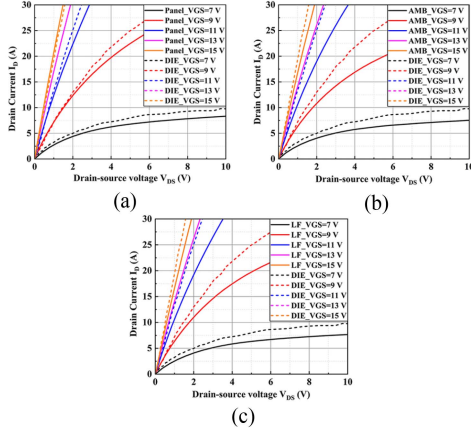 30
25
20
15
10
5
0
0 2 4 6 8 10
Drain Current I_D (A)
Drain-source voltage V_DS (V)
Panel_VGS=7 V
Panel_VGS=9 V
Panel_VGS=11 V
Panel_VGS=13 V
Panel_VGS=15 V
DIE_VGS=7 V
DIE_VGS=9 V
DIE_VGS=11 V
DIE_VGS=13 V
DIE_VGS=15 V
(a)
30
25
20
15
10
5
0
0 2 4 6 8 10
Drain Current I_D (A)
Drain-source voltage V_DS (V)
AMB_VGS=7 V
AMB_VGS=9 V
AMB_VGS=11 V
AMB_VGS=13 V
AMB_VGS=15 V
DIE_VGS=7 V
DIE_VGS=9 V
DIE_VGS=11 V
DIE_VGS=13 V
DIE_VGS=15 V
(b)
30
25
20
15
10
5
0
0 2 4 6 8 10
Drain Current I_D (A)
Drain-source voltage V_DS (V)
LF_VGS=7 V
LF_VGS=9 V
LF_VGS=11 V
LF_VGS=13 V
LF_VGS=15 V
DIE_VGS=7 V
DIE_VGS=9 V
DIE_VGS=11 V
DIE_VGS=13 V
DIE_VGS=15 V
(c)